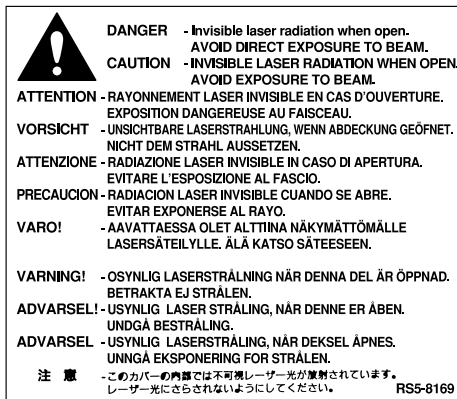 DANGER - Invisible laser radiation when open.
AVOID DIRECT EXPOSURE TO BEAM.
CAUTION - INVISIBLE LASER RADIATION WHEN OPEN.
AVOID EXPOSURE TO BEAM.
ATTENTION - RAYONNEMENT LASER INVISIBLE EN CAS D'OUVERTURE.
EXPOSITION DANGEREUSE AU FAISCEAU.
VORSICHT - UNSICHTBARE LASERSTRAHLUNG, WENN ABDECKUNG GEÖFNET.
NICHT DEM STRAHL AUSSETZEN.
ATTENZIONE - RADIAZIONE LASER INVISIBLE IN CASO DI APERTURA.
EVITARE L'ESPOSIZIONE AL FASCIO.
PRECAUCION - RADIACION LASER INVISIBLE CUANDO SE ABRE.
EVITAR EXPONERSE AL RAYO.
VARO! - AAVATTAESSA OLET ALTTIINA NÄKYMÄTTÖMÄLLE
LASERSÄTEILYLLE. ÄLÄ KATSO SÄTEESEEN.
VARNING! - OSYNLIG LASERSTRÅLNING NÄR DENNA DEL ÄR ÖPPNAD.
BETRAKTA EJ STRÅLEN.
ADVARSEL! - USYNLIG LASER STRÅLING, NÅR DENNE ER ÅBEN.
UNDGÅ BESTRÅLING.
ADVARSEL - USYNLIG LASERSTRÅLING, NÅR DEKSEL ÅPNES.
UNNGÅ EKSPONERING FOR STRÅLEN.
注 意 - このカバーの内部では不可視レーザー光が放射されています。
レーザー光にさらされないようにしてください。 RS5-8169